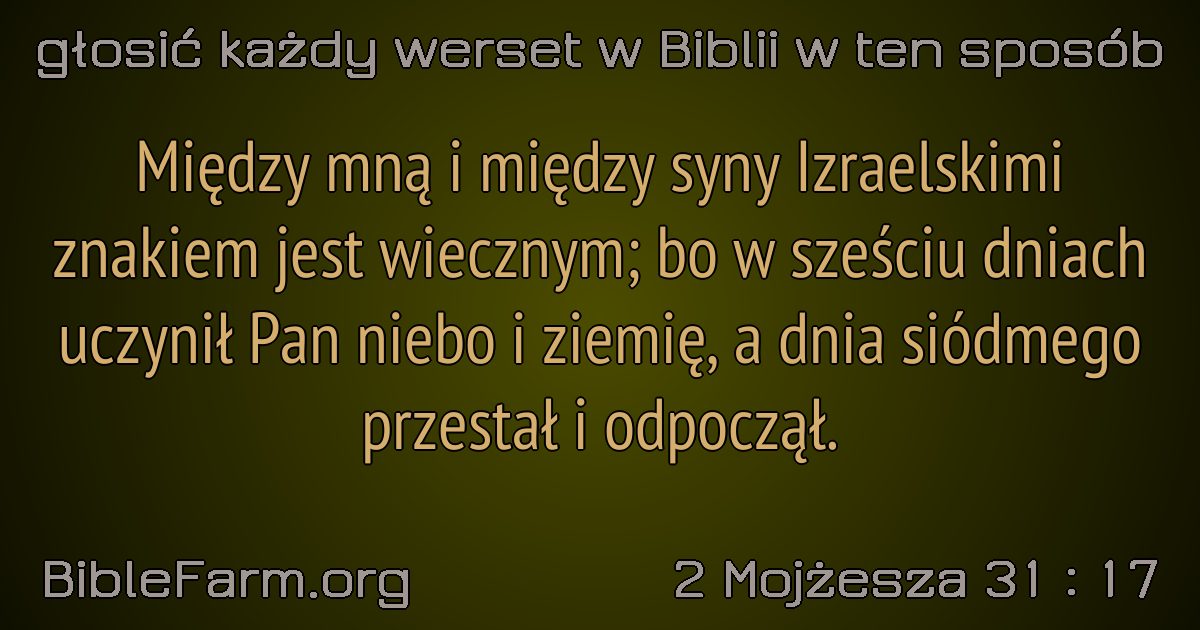 głosić każdy werset w Biblii w ten sposób
Między mną i między syny Izraelskimi
znakiem jest wiecznym; bo w sześciu dniach
uczynił Pan niebo i ziemię, a dnia siódmego
przestał i odpoczął.
BibleFarm.org
2 Mojżesza 31 : 17